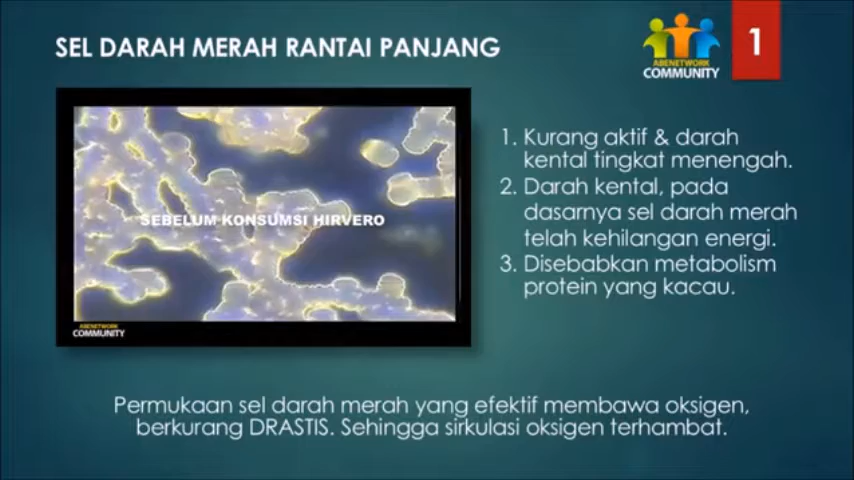 SEL DARAH MERAH RANTAI PANJANG
ABENETWORK
COMMUNITY
1
SEBELUM KONSUMSI HIRVERO
ABENETWORK
COMMUNITY
1. Kurang aktif & darah
kental tingkat menengah.
2. Darah kental, pada
dasarnya sel darah merah
telah kehilangan energi.
3. Disebabkan metabolism
protein yang kacau.
Permukaan sel darah merah yang efektif membawa oksigen,
berkurang DRASTIS. Sehingga sirkulasi oksigen terhambat.